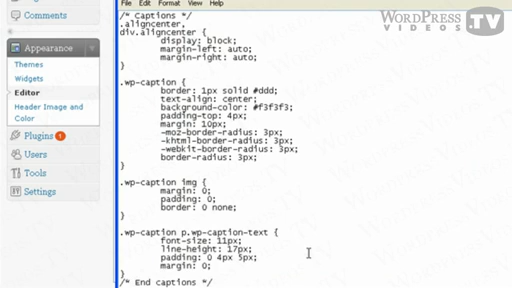 File Edit Format View Help
WORDPRESS
VIDEOS.TV
Comments
Appearance
Themes
Widgets
Editor
Header Image and
Color
Plugins 1
Users
Tools
Settings
/* Captions */
.aligncenter,
div.aligncenter {
display: block;
margin-left: auto;
margin-right: auto;
}
.wp-caption {
border: 1px solid #ddd;
text-align: center;
background-color: #f3f3f3;
padding-top: 4px;
margin: 10px;
-moz-border-radius: 3px;
-khtml-border-radius: 3px;
-webkit-border-radius: 3px;
border-radius: 3px;
}
.wp-caption img {
margin: 0;
padding: 0;
border: 0 none;
}
.wp-caption p.wp-caption-text {
font-size: 11px;
line-height: 17px;
padding: 0 4px 5px;
margin: 0;
}
/* End captions */